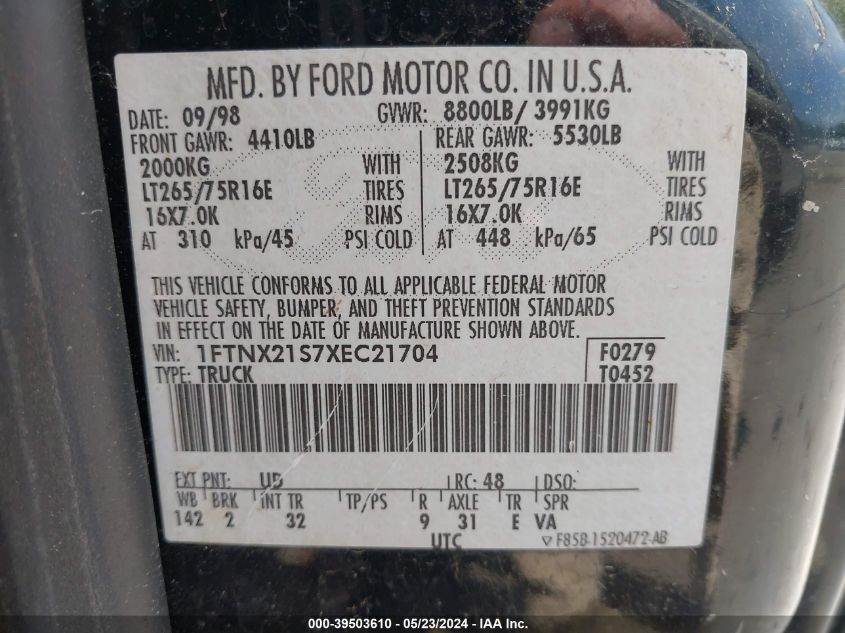 MFD. BY FORD MOTOR CO. IN U.S.A.
DATE: 09/98 GVWR: 8800LB/ 3991KG
FRONT GAWR: 4410LB REAR GAWR: 5530LB
2000KG WITH 2508KG WITH
LT265/75R16E TIRES LT265/75R16E TIRES
16X7.0K RIMS 16X7.0K RIMS
AT 310 kPa/45 PSI COLD AT 448 kPa/65 PSI COLD
THIS VEHICLE CONFORMS TO ALL APPLICABLE FEDERAL MOTOR
VEHICLE SAFETY, BUMPER, AND THEFT PREVENTION STANDARDS
IN EFFECT ON THE DATE OF MANUFACTURE SHOWN ABOVE.
VIN: 1FTNX21S7XEC21704 F0279
TYPE: TRUCK T0452
EXT PNT: RC: 48 DSO:
WB BRK INT TR TP/PS R AXLE TR SPR
142 2 32 9 31 E VA
UTC F85B-1520472-AB
000-39503610 - 05/23/2024 - IAA Inc.